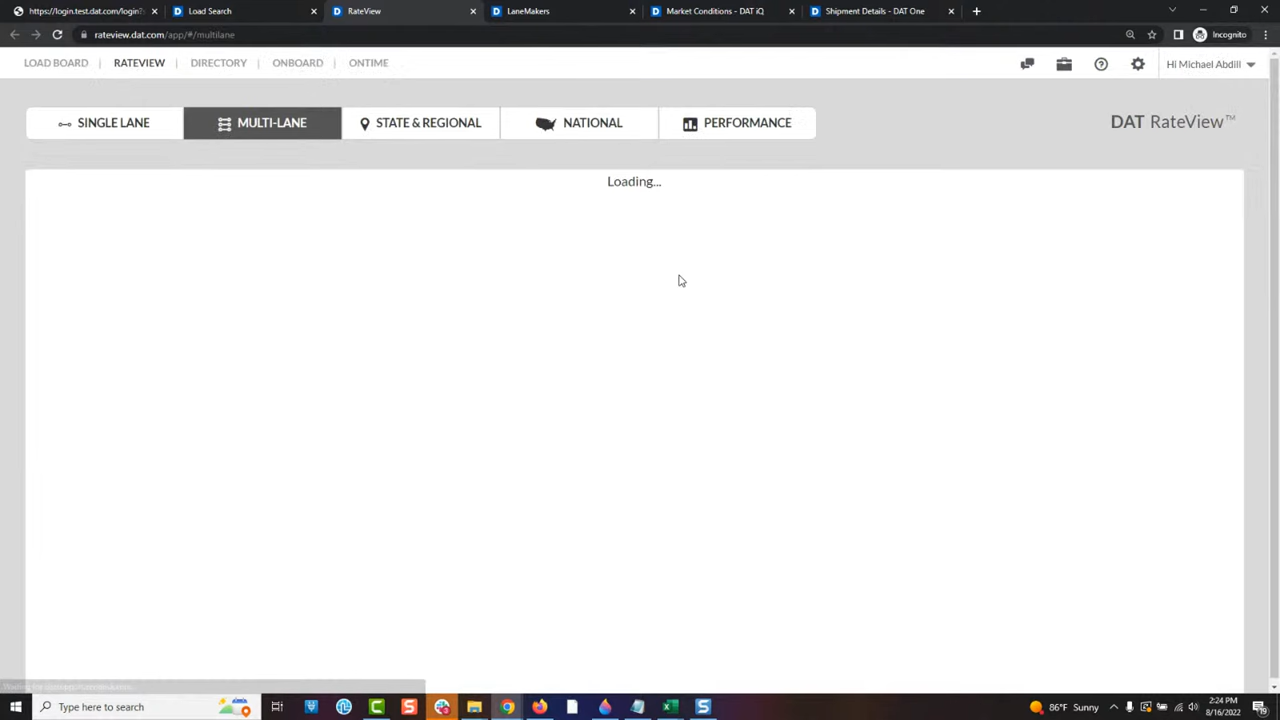 https://login.test.dat.com/login?s
Load Search
RateView
LaneMakers
Market Conditions - DAT iQ
Shipment Details - DAT One
rateview.dat.com/app/#/multilane
Incognito
LOAD BOARD | RATEVIEW | DIRECTORY | ONBOARD | ONTIME
Hi Michael Abdill
SINGLE LANE
MULTI-LANE
STATE & REGIONAL
NATIONAL
PERFORMANCE
DAT RateView™
Loading...
Type here to search
86°F Sunny
2:24 PM
8/16/2022